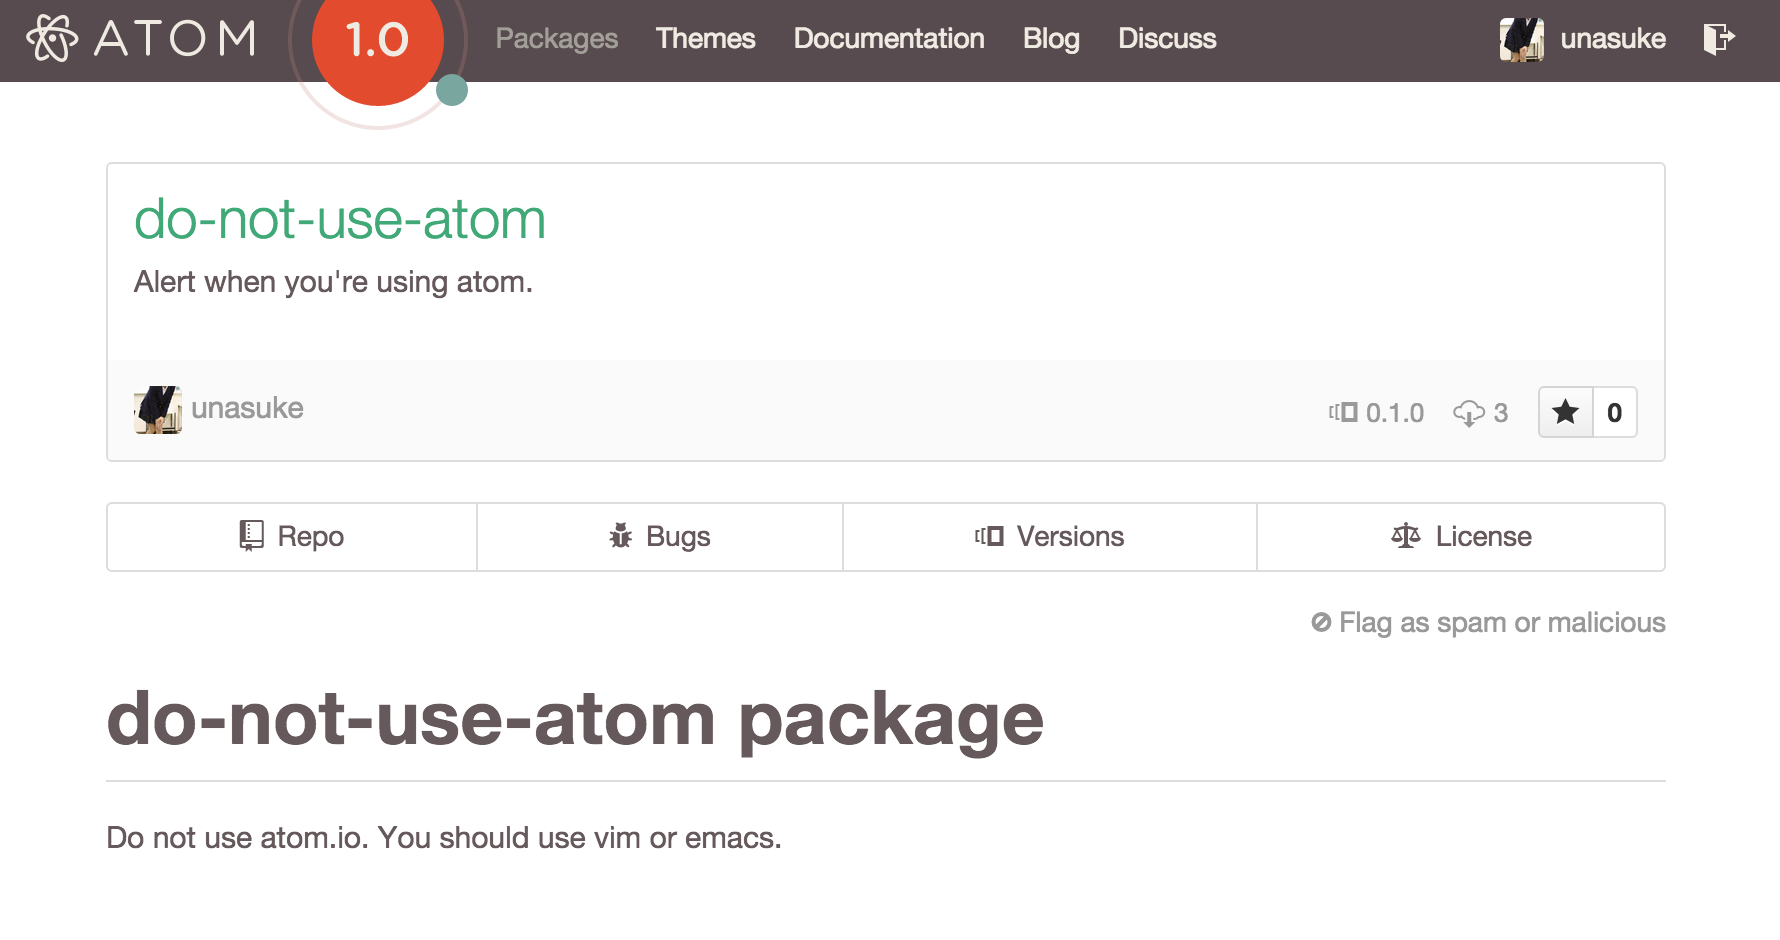 ATOM 1.0 Packages Themes Documentation Blog Discuss unasuke
do-not-use-atom
Alert when you're using atom.
unasuke 0.1.0 3 0
Repo Bugs Versions License
Flag as spam or malicious
do-not-use-atom package
Do not use atom.io. You should use vim or emacs.